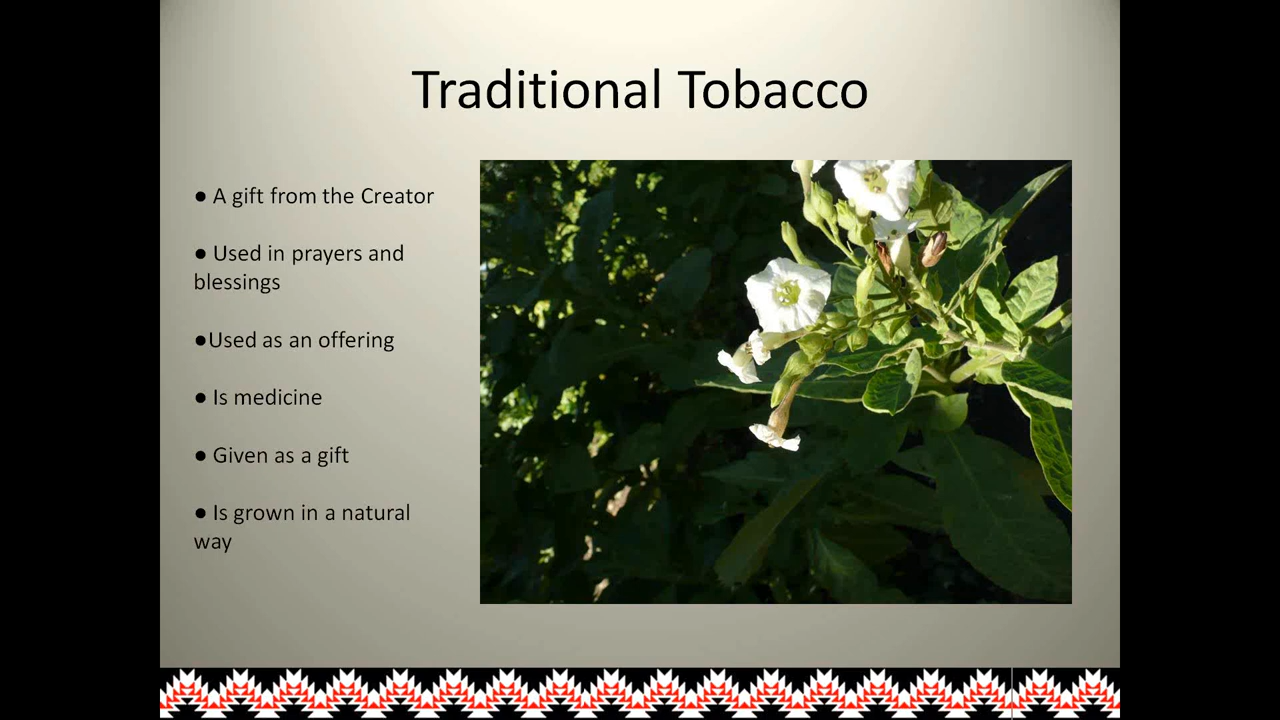 Traditional Tobacco
● A gift from the Creator
● Used in prayers and
blessings
●Used as an offering
● Is medicine
● Given as a gift
● Is grown in a natural
way